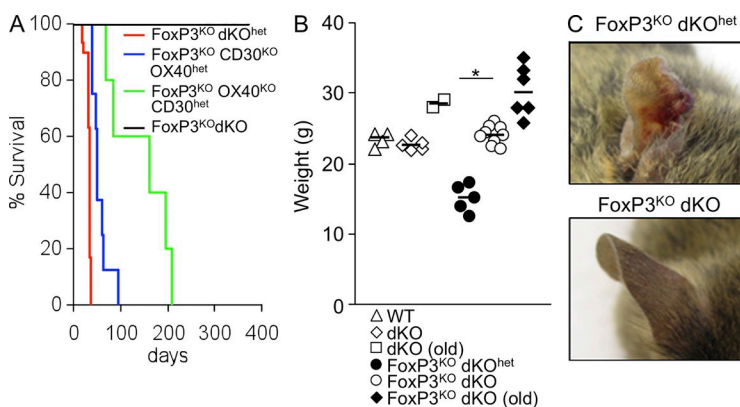 A
% Survival
100
80
60
40
20
0
0 100 200 300 400
days
FoxP3ᴷᴼ dKOʰᵉᵗ
FoxP3ᴷᴼ CD30ᴷᴼ
OX40ʰᵉᵗ
FoxP3ᴷᴼ OX40ᴷᴼ
CD30ʰᵉᵗ
FoxP3ᴷᴼdKO
B
Weight (g)
40
30
20
10
0
*
WT
dKO
dKO (old)
FoxP3ᴷᴼ dKOʰᵉᵗ
FoxP3ᴷᴼ dKO
FoxP3ᴷᴼ dKO (old)
C
FoxP3ᴷᴼ dKOʰᵉᵗ
FoxP3ᴷᴼ dKO